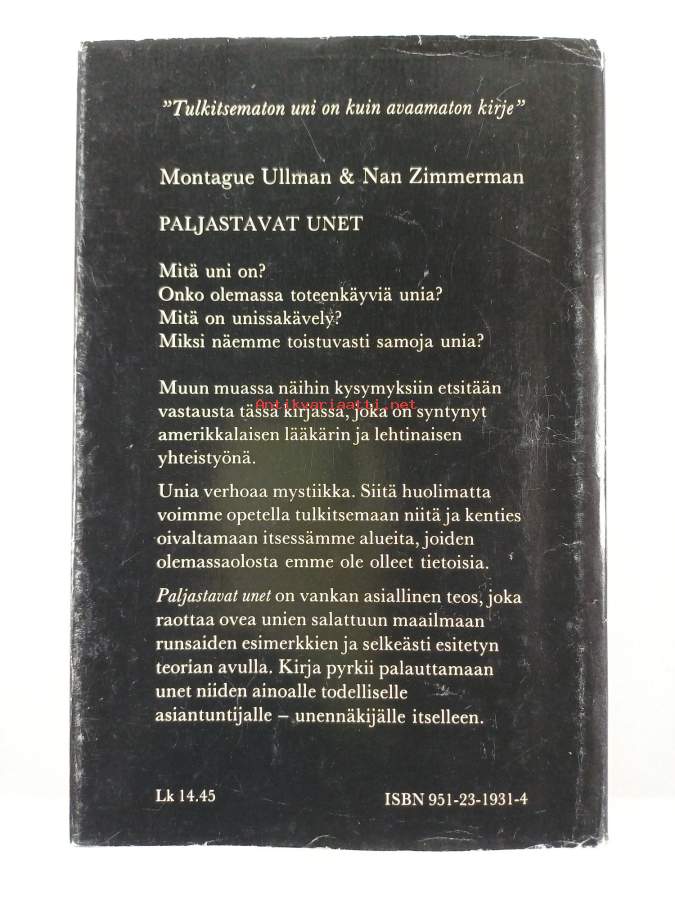 ”Tulkitsematon uni on kuin avaamaton kirje”
Montague Ullman & Nan Zimmerman
PALJASTAVAT UNET
Mitä uni on?
Onko olemassa toteenkäyviä unia?
Mitä on unissakävely?
Miksi näemme toistuvasti samoja unia?
Muun muassa näihin kysymyksiin etsitään
vastausta tässä kirjassa, joka on syntynyt
Antikvariaatti.net
amerikkalaisen lääkärin ja lehtinaisen
yhteistyönä.
Unia verhoaa mystiikka. Siitä huolimatta
voimme opetella tulkitsemaan niitä ja kenties
oivaltamaan itsessämme alueita, joiden
olemassaolosta emme ole olleet tietoisia.
Paljastavat unet on vankan asiallinen teos, joka
raottaa ovea unien salattuun maailmaan
runsaiden esimerkkien ja selkeästi esitetyn
teorian avulla. Kirja pyrkii palauttamaan
unet niiden ainoalle todelliselle
asiantuntijalle – unennäkijälle itselleen.
Lk 14.45
ISBN 951-23-1931-4